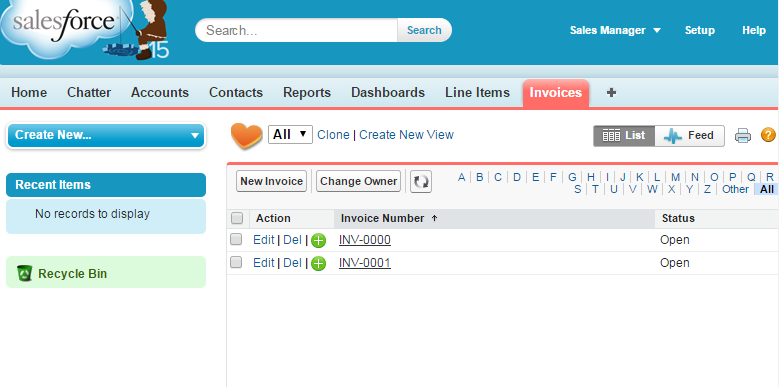 salesforce
15
Search...
Search
Sales Manager
Setup
Help
Home
Chatter
Accounts
Contacts
Reports
Dashboards
Line Items
Invoices
Create New...
All
Clone | Create New View
List
Feed
?
Recent Items
No records to display
Recycle Bin
New Invoice
Change Owner
A | B | C | D | E | F | G | H | I | J | K | L | M | N | O | P | Q | R
S | T | U | V | W | X | Y | Z | Other | All
Action Invoice Number Status
Edit | Del | INV-0000 Open
Edit | Del | INV-0001 Open